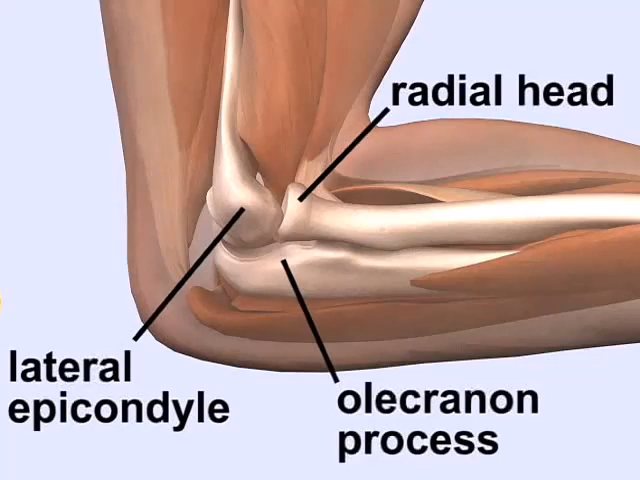 radial head
lateral
epicondyle
olecranon
process